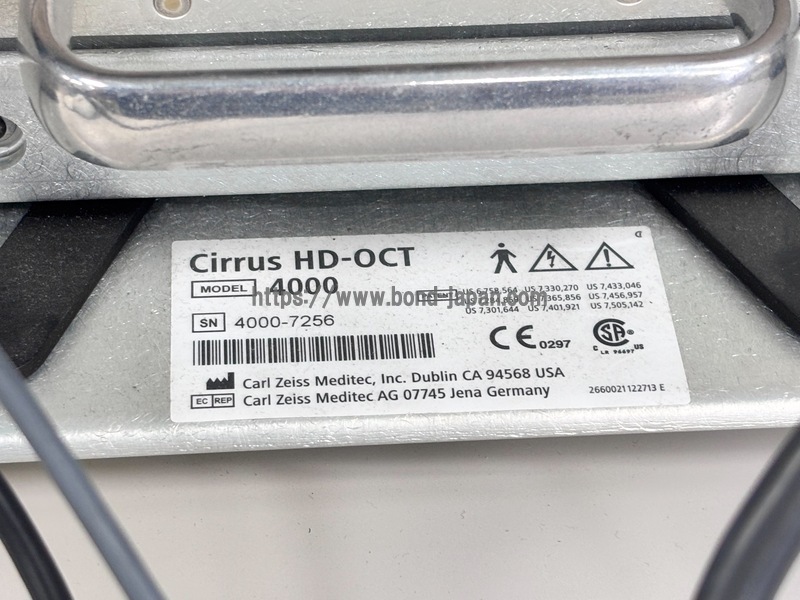 Cirrus HD-OCT
MODEL 4000
https://www.bond-japan.com
US 6,758,564 US 7,330,270 US 7,433,046
365,856 US 7,456,957
US 7,301,644 US 7,401,921 US 7,505,142
SN 4000-7256
CE 0297
C US
LR 96697
Carl Zeiss Meditec, Inc. Dublin CA 94568 USA
EC REP Carl Zeiss Meditec AG 07745 Jena Germany
2660021122713 E